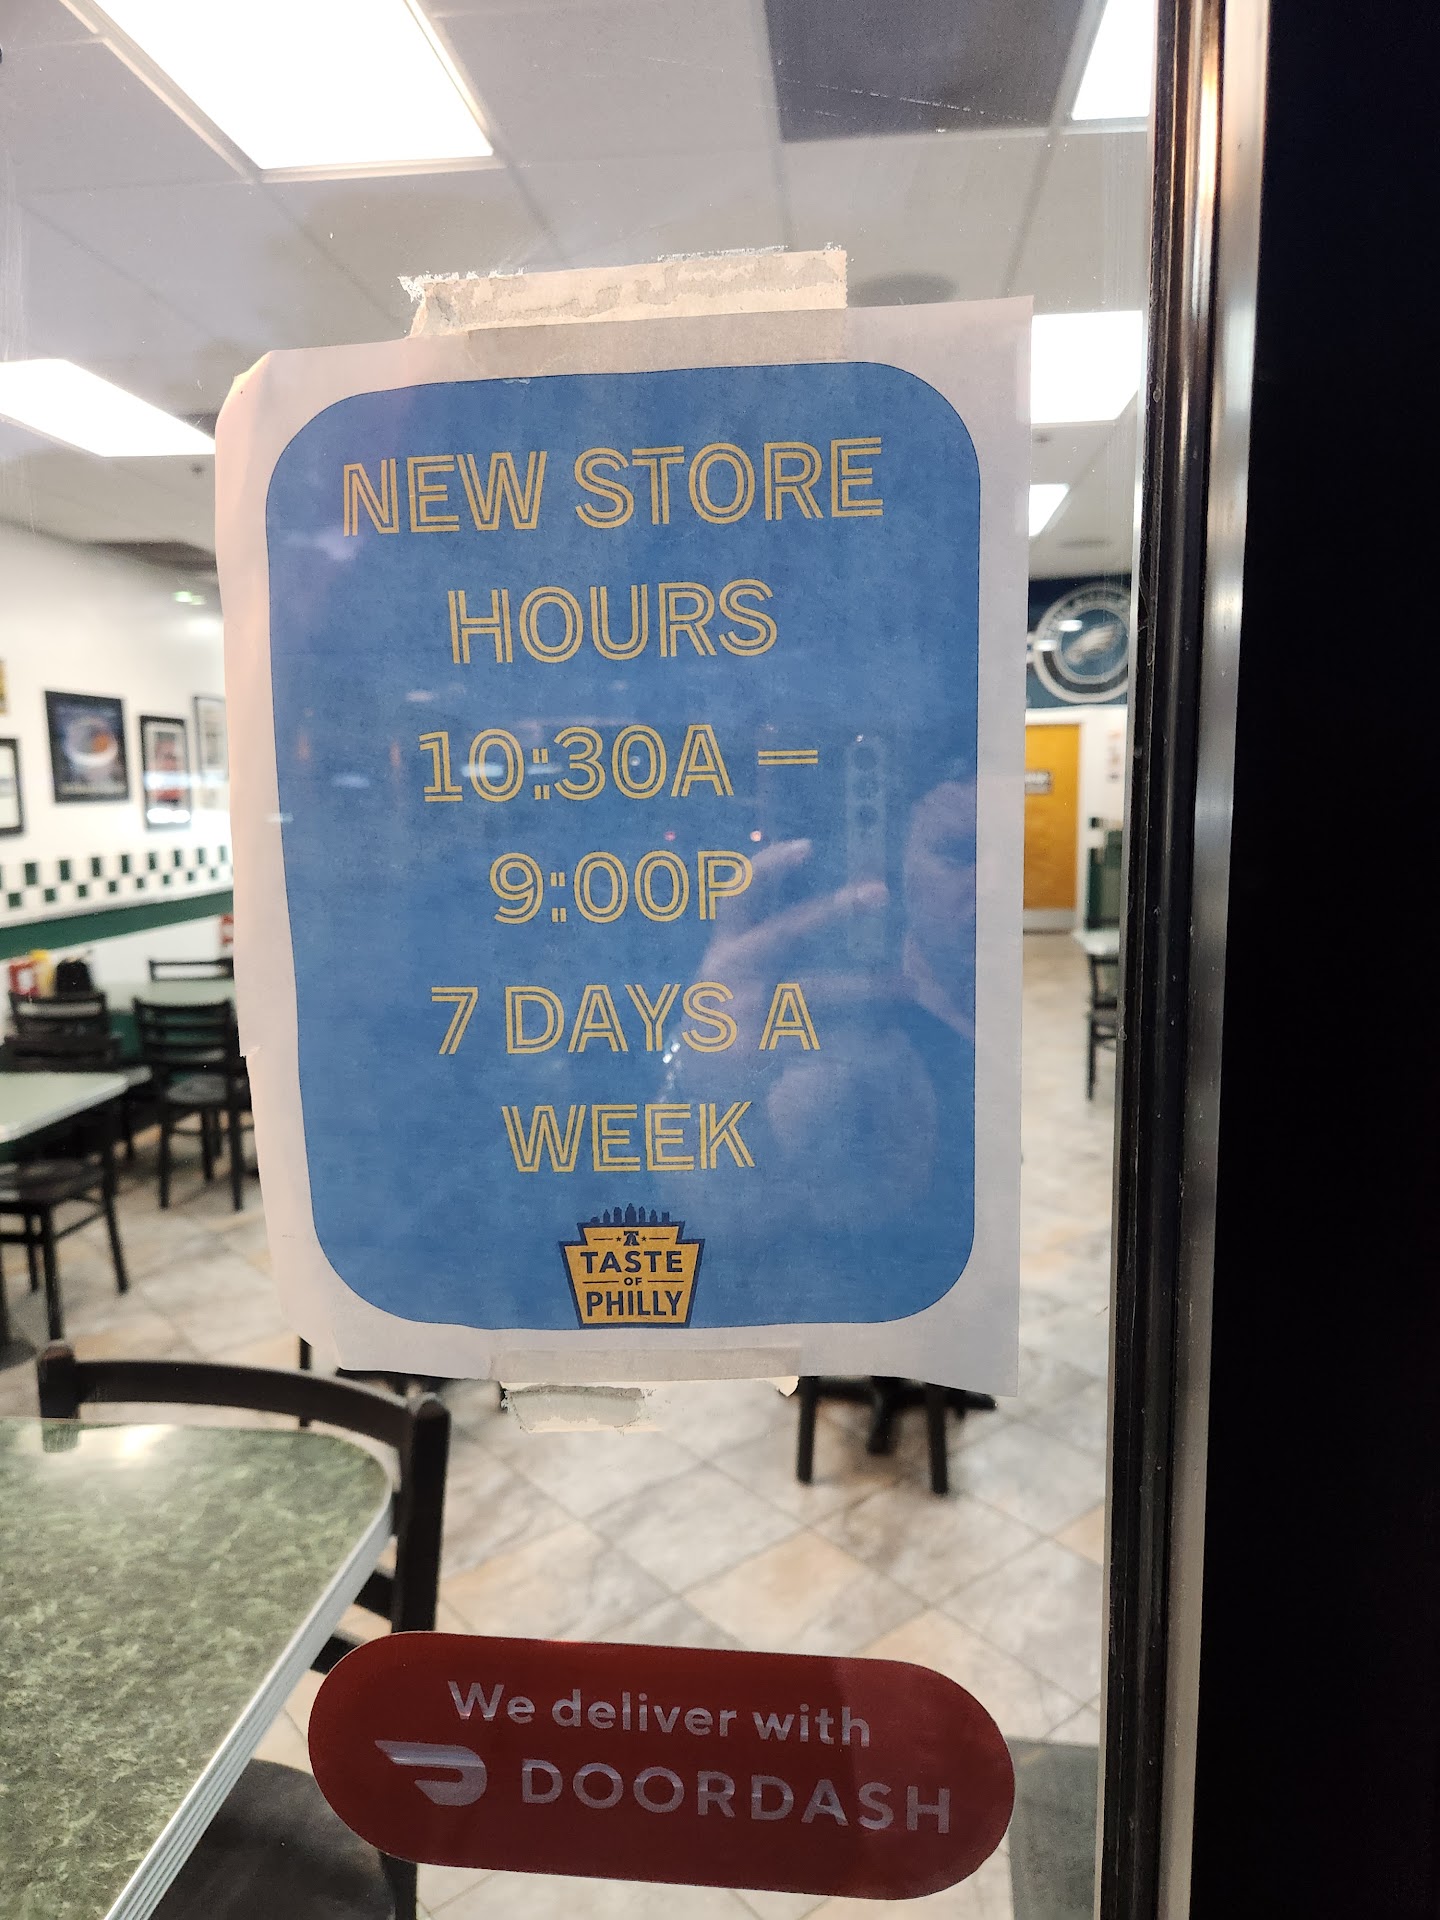 NEW STORE
HOURS
10:30A –
9:00P
7 DAYS A
WEEK
TASTE
OF
PHILLY
We deliver with
DOORDASH